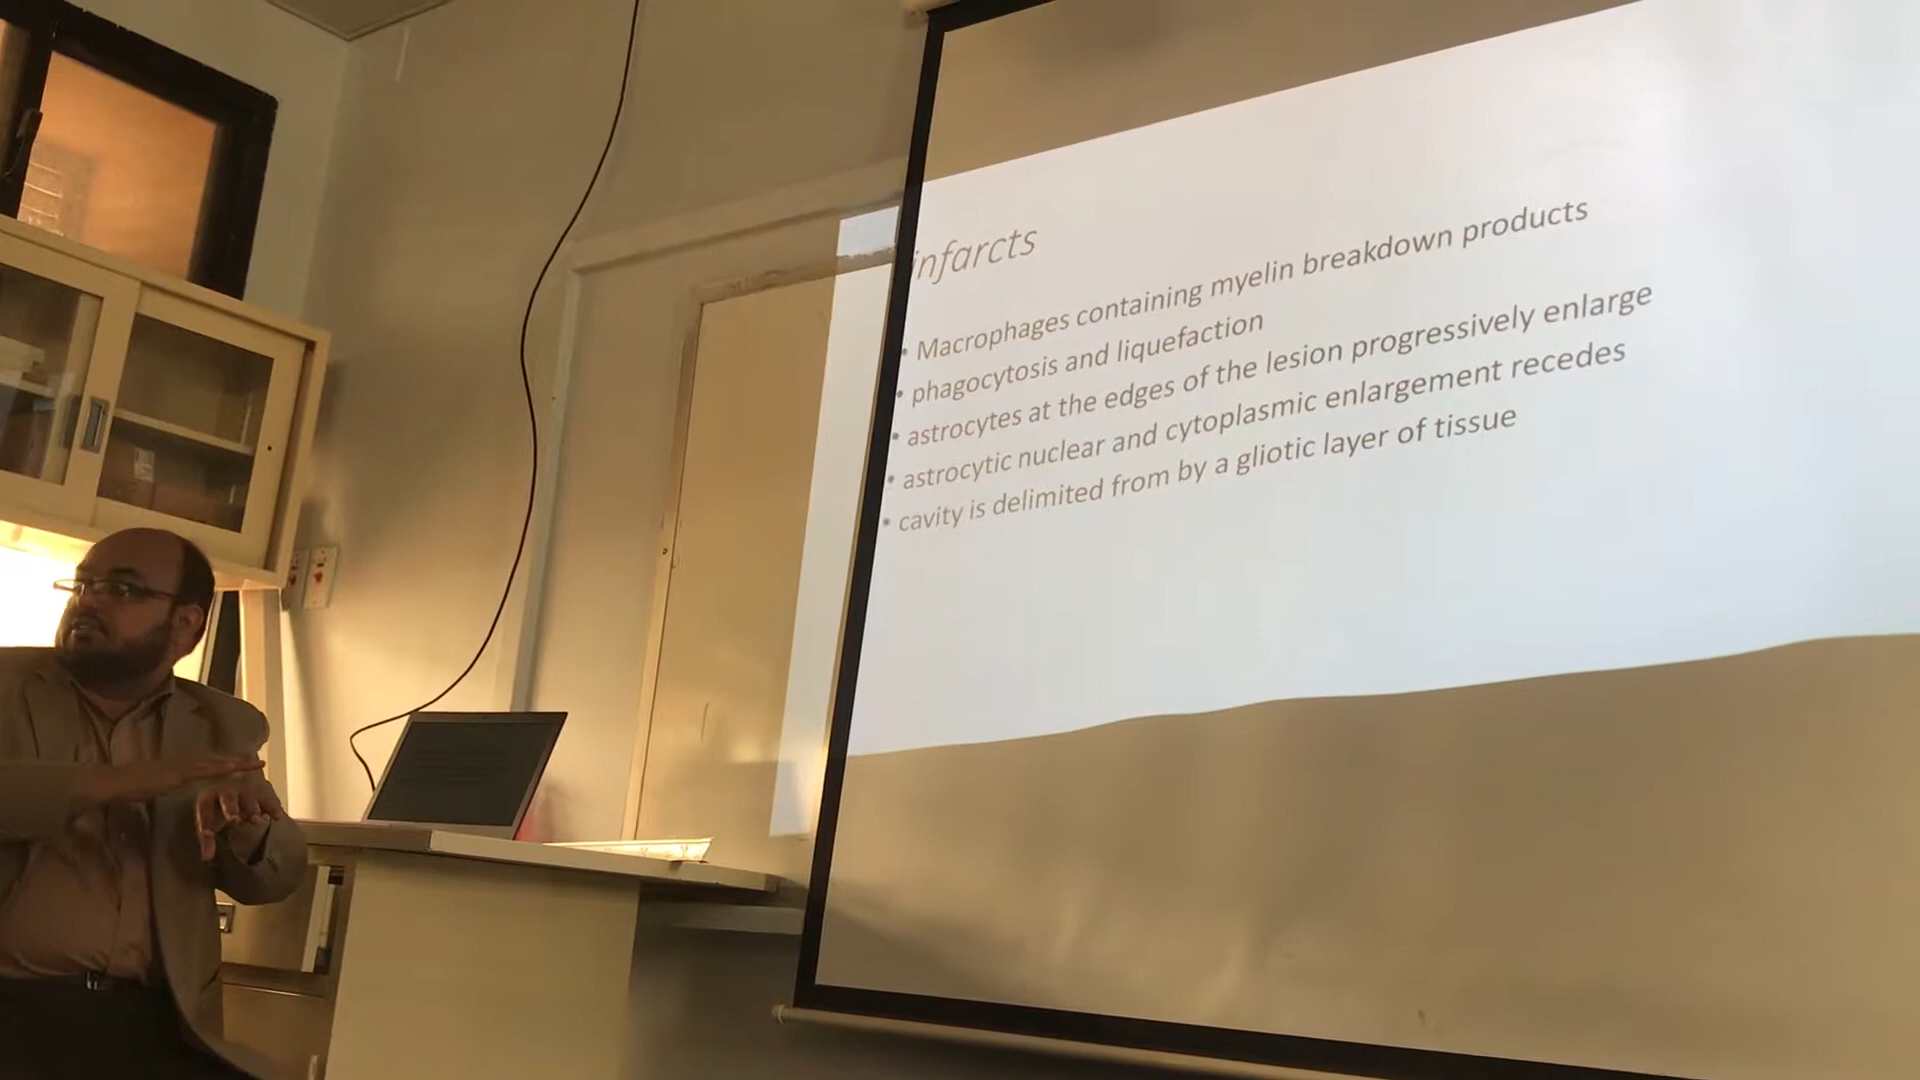 infarcts
• Macrophages containing myelin breakdown products
• phagocytosis and liquefaction
• astrocytes at the edges of the lesion progressively enlarge
• astrocytic nuclear and cytoplasmic enlargement recedes
• cavity is delimited from by a gliotic layer of tissue